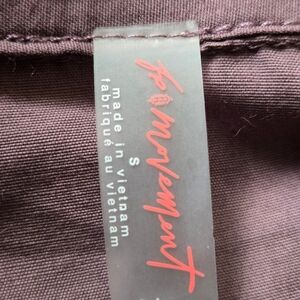 fp movement
S
made in vietnam
fabriqué au vietnam